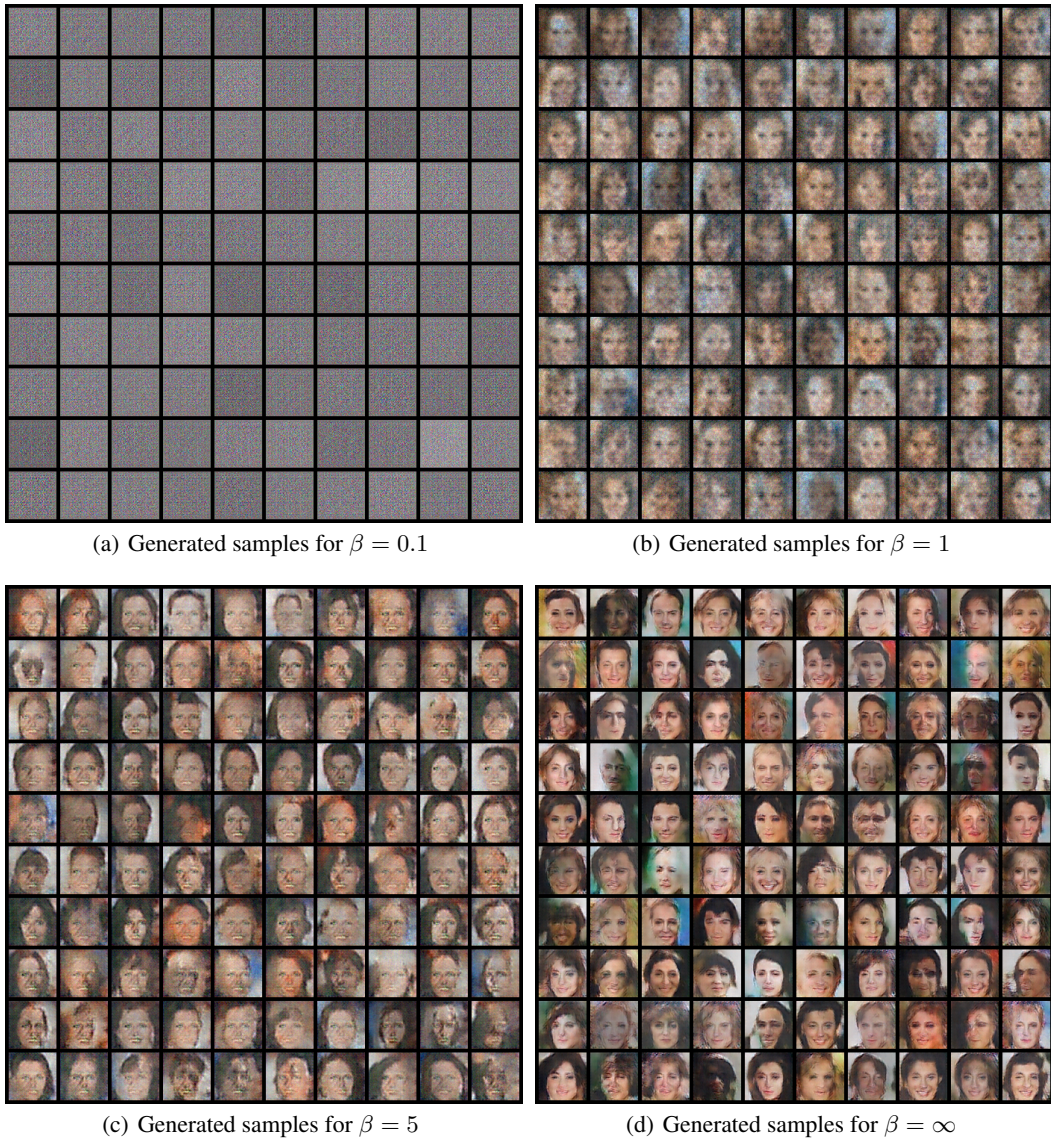 (a) Generated samples for β = 0.1
(b) Generated samples for β = 1
(c) Generated samples for β = 5
(d) Generated samples for β = ∞